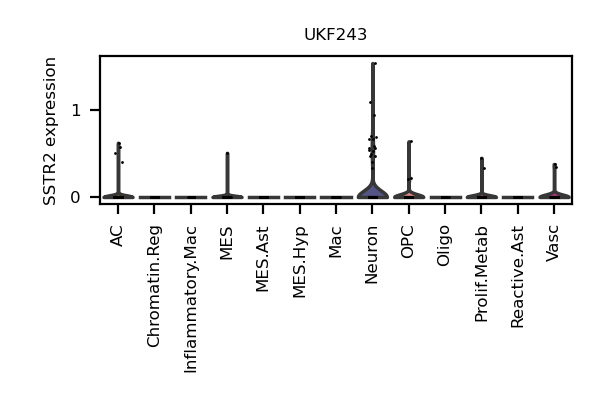 UKF243
SSTR2 expression
1
0
AC
Chromatin.Reg
Inflammatory.Mac
MES
MES.Ast
MES.Hyp
Mac
Neuron
OPC
Oligo
Prolif.Metab
Reactive.Ast
Vasc